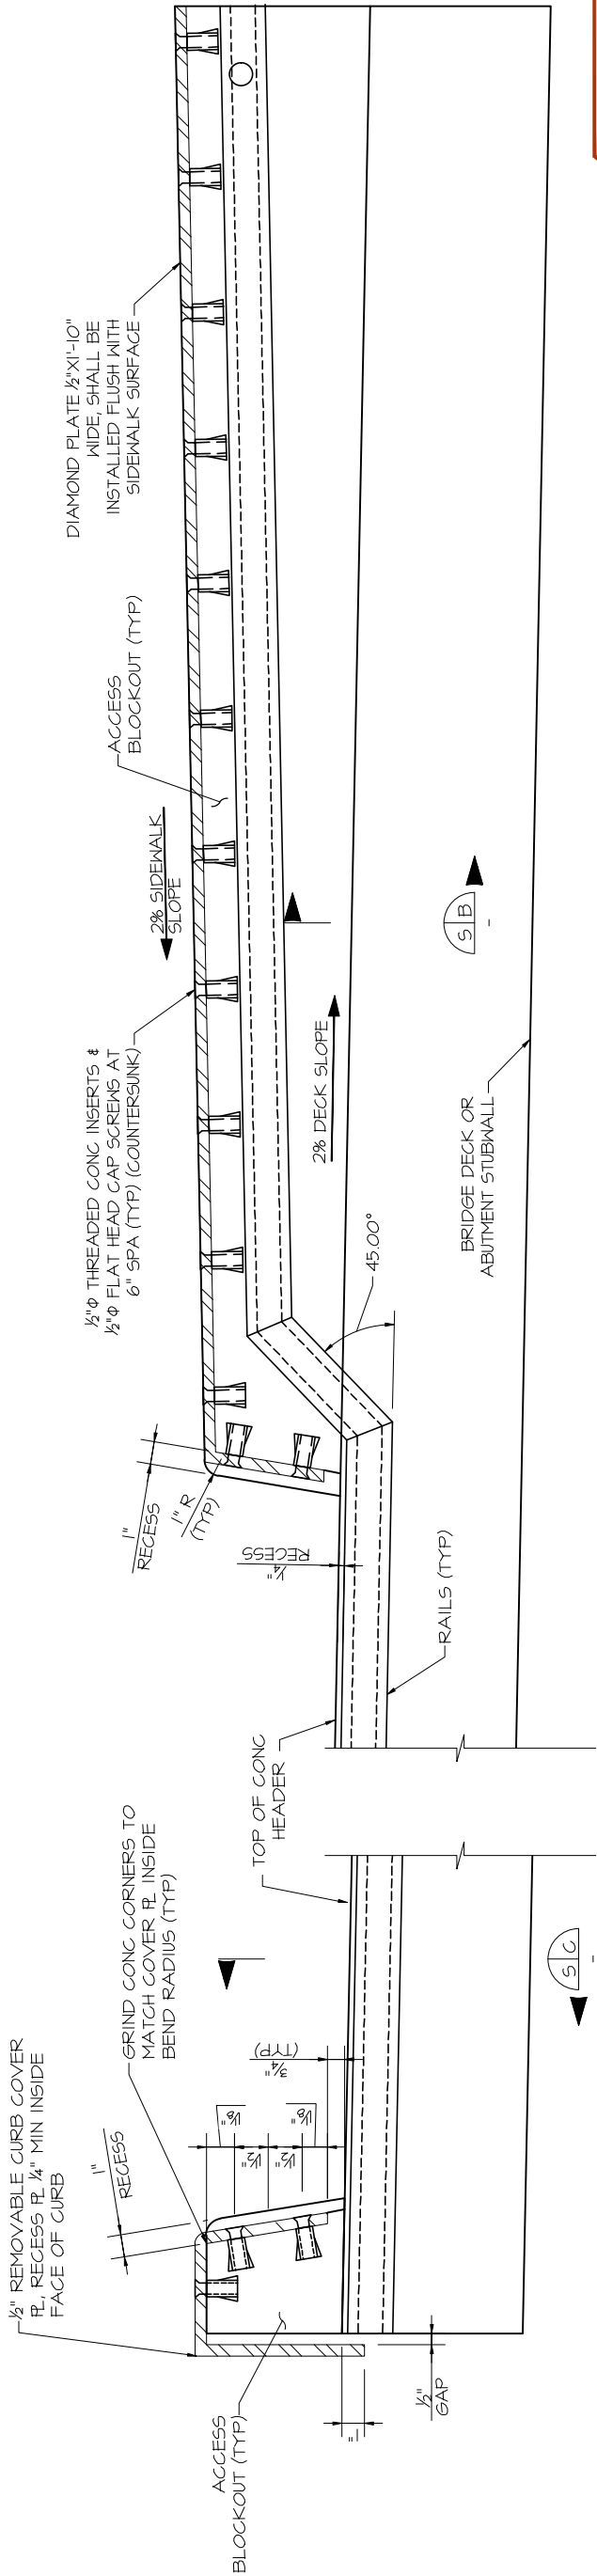 DIAMOND PLATE ½"X1'-10"
WIDE, SHALL BE
INSTALLED FLUSH WITH
SIDEWALK SURFACE
ACCESS
BLOCKOUT (TYP)
2% SIDEWALK
SLOPE
½"Φ THREADED CONC INSERTS &
½"Φ FLAT HEAD CAP SCREWS AT
6" SPA (TYP) (COUNTERSUNK)
2% DECK SLOPE
S B
-
BRIDGE DECK OR
ABUTMENT STUBWALL
45.00°
1"
RECESS
1" R
(TYP)
¼"
RECESS
RAILS (TYP)
TOP OF CONC
HEADER
GRIND CONC CORNERS TO
MATCH COVER PL INSIDE
BEND RADIUS (TYP)
½" REMOVABLE CURB COVER
PL, RECESS PL ¼" MIN INSIDE
FACE OF CURB
1"
RECESS
¾"
(TYP)
1⅛"
1½"
1½"
1⅛"
S C
-
ACCESS
BLOCKOUT (TYP)
1"
½"
GAP